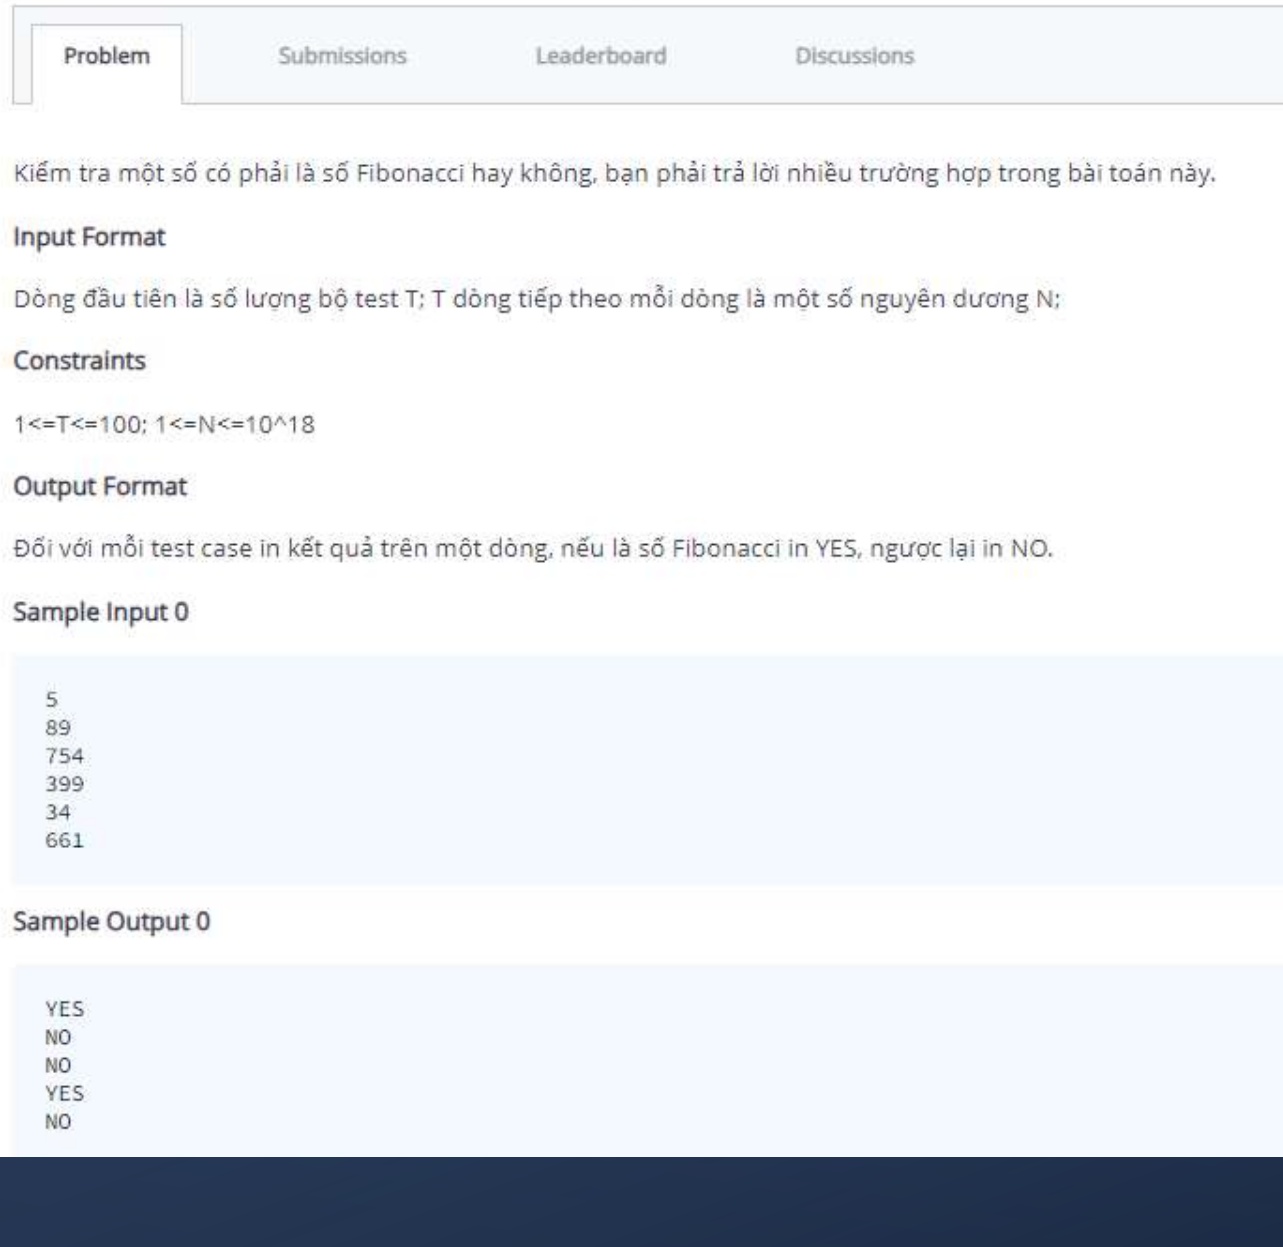 Problem Submissions Leaderboard Discussions
Kiểm tra một số có phải là số Fibonacci hay không, bạn phải trả lời nhiều trường hợp trong bài toán này.
Input Format
Dòng đầu tiên là số lượng bộ test T; T dòng tiếp theo mỗi dòng là một số nguyên dương N;
Constraints
1<=T<=100; 1<=N<=10^18
Output Format
Đối với mỗi test case in kết quả trên một dòng, nếu là số Fibonacci in YES, ngược lại in NO.
Sample Input 0
5
89
754
399
34
661
Sample Output 0
YES
NO
NO
YES
NO